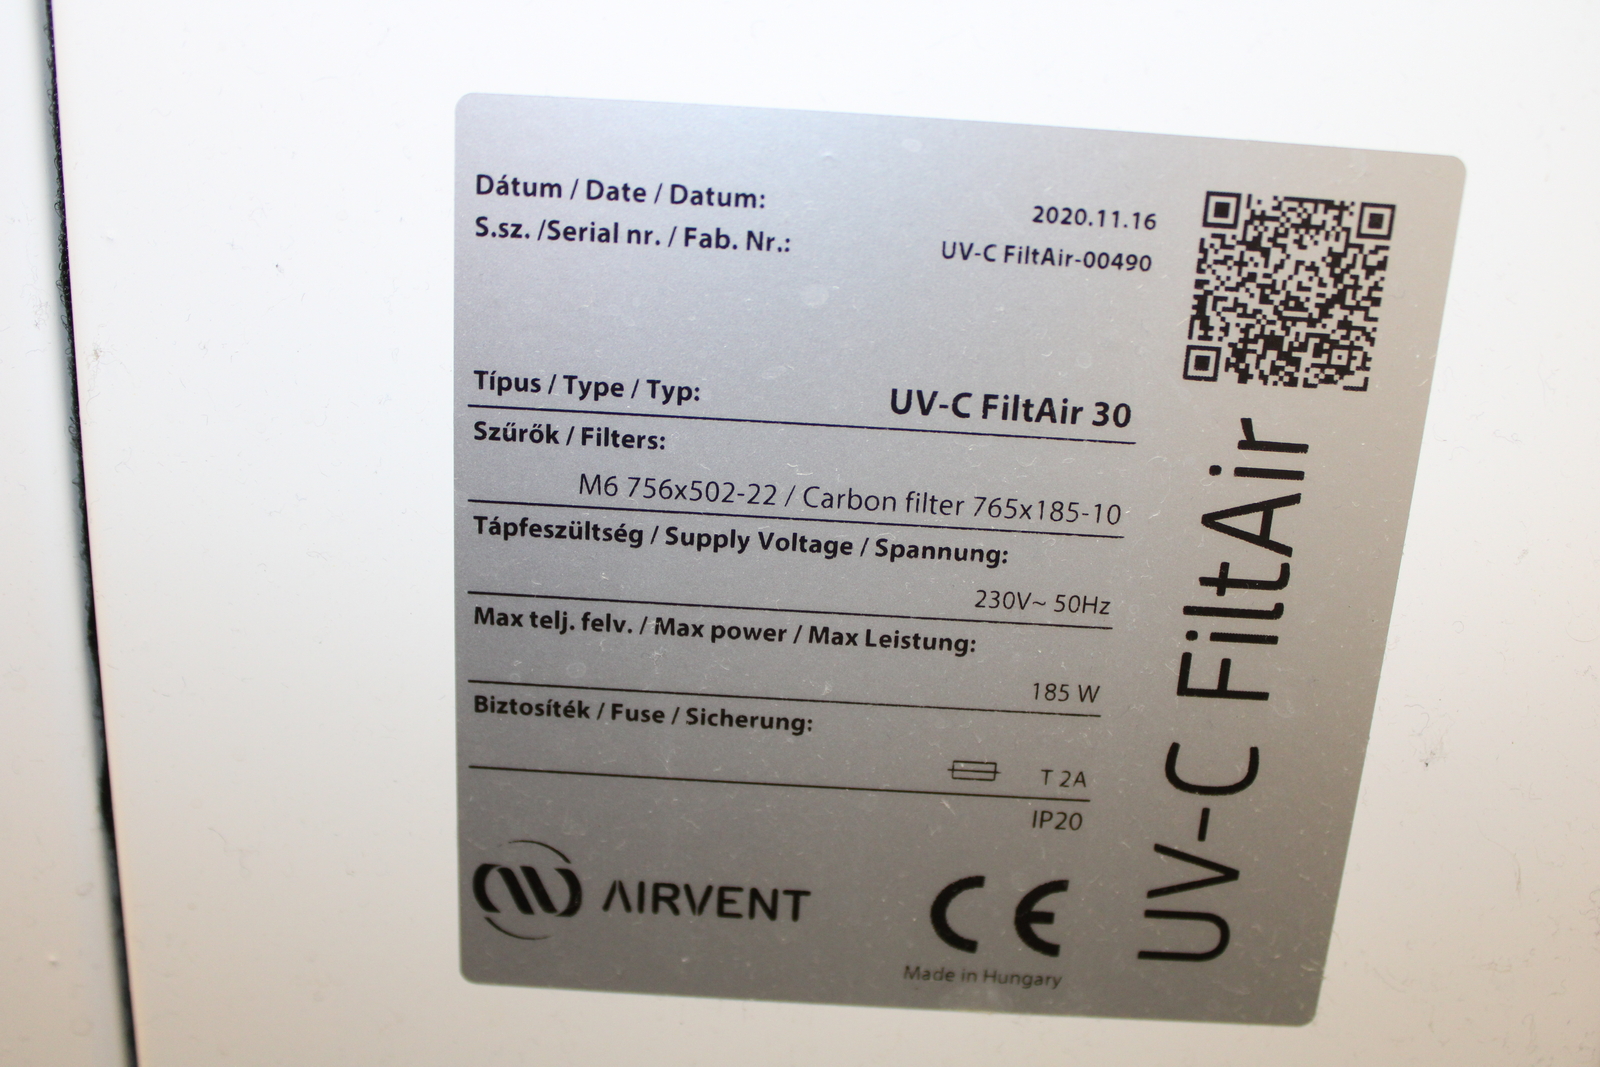 Dátum / Date / Datum: 2020.11.16
S.sz. /Serial nr. / Fab. Nr.: UV-C FiltAir-00490
Típus / Type / Typ: UV-C FiltAir 30
Szűrők / Filters:
M6 756x502-22 / Carbon filter 765x185-10
Tápfeszültség / Supply Voltage / Spannung:
230V~ 50Hz
Max telj. felv. / Max power / Max Leistung:
185 W
Biztosíték / Fuse / Sicherung:
T 2A
IP20
AIRVENT
CE
Made in Hungary
UV-C FiltAir